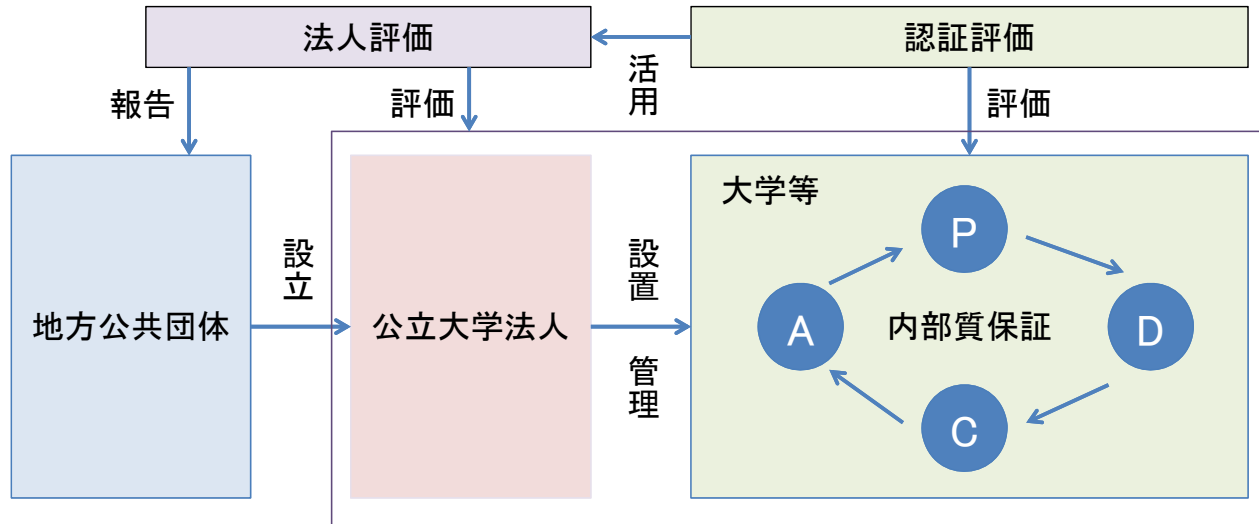 法人評価
認証評価
活用
報告
評価
評価
大学等
P
設立
設置
地方公共団体
公立大学法人
A
内部質保証
D
管理
C